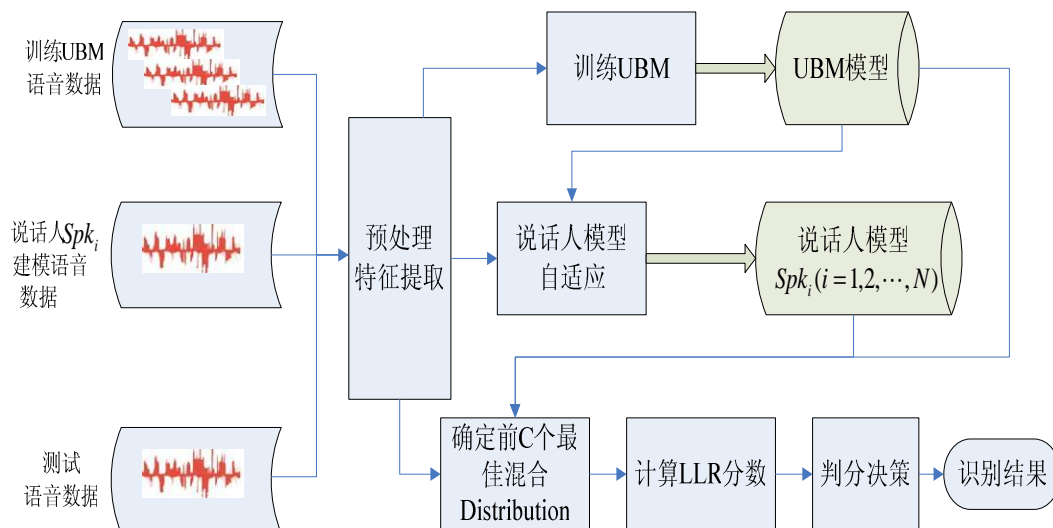 训练UBM
语音数据
训练UBM
UBM模型
说话人Spk_i
建模语音
数据
预处理
特征提取
说话人模型
自适应
说话人模型
Spk_i(i=1,2,⋯,N)
测试
语音数据
确定前C个最
佳混合
Distribution
计算LLR分数
判分决策
识别结果